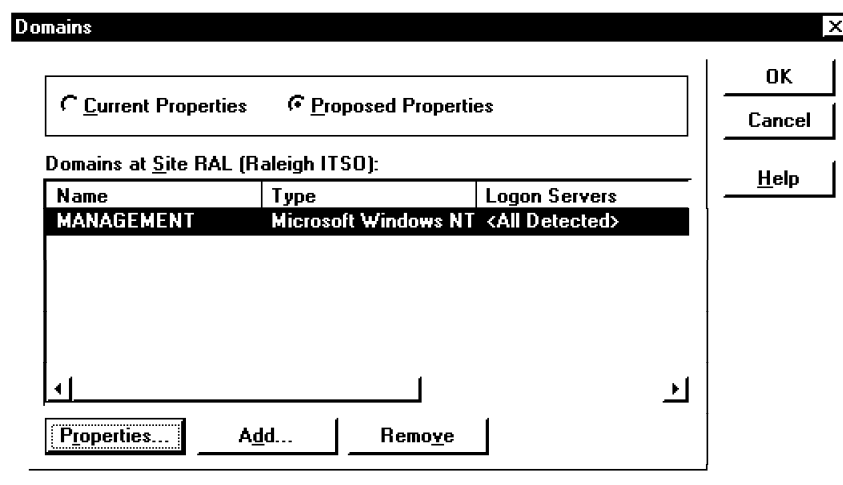 Domains
Current Properties Proposed Properties
OK
Cancel
Help
Domains at Site RAL (Raleigh ITSO):
Name Type Logon Servers
MANAGEMENT Microsoft Windows NT <All Detected>
Properties... Add... Remove